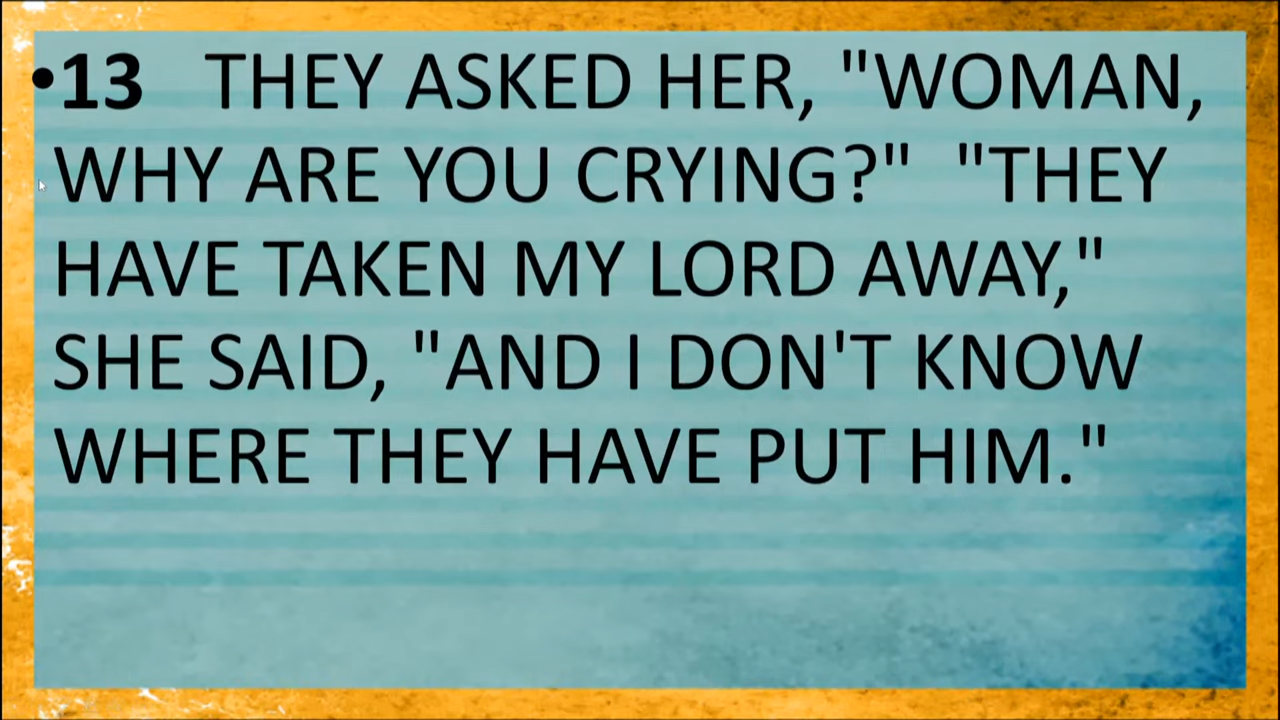 •13 THEY ASKED HER, "WOMAN,
WHY ARE YOU CRYING?" "THEY
HAVE TAKEN MY LORD AWAY,"
SHE SAID, "AND I DON'T KNOW
WHERE THEY HAVE PUT HIM."